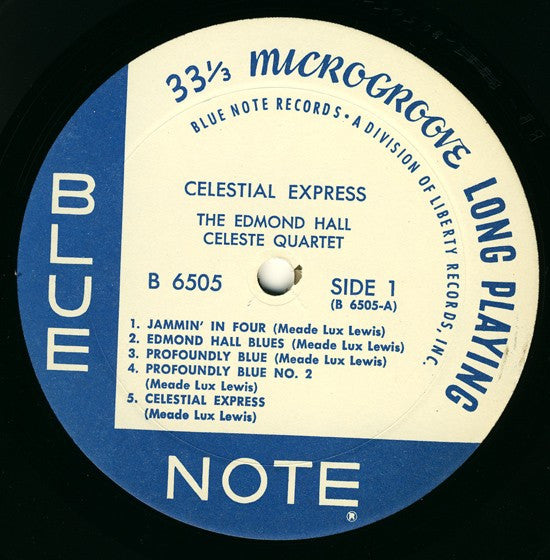 33⅓ MICROGROOVE LONG PLAYING
BLUE NOTE RECORDS • A DIVISION OF LIBERTY RECORDS, INC.
CELESTIAL EXPRESS
THE EDMOND HALL
CELESTE QUARTET
B 6505
SIDE 1
(B 6505-A)
1. JAMMIN' IN FOUR (Meade Lux Lewis)
2. EDMOND HALL BLUES (Meade Lux Lewis)
3. PROFOUNDLY BLUE (Meade Lux Lewis)
4. PROFOUNDLY BLUE NO. 2
(Meade Lux Lewis)
5. CELESTIAL EXPRESS
(Meade Lux Lewis)
BLUE
NOTE®